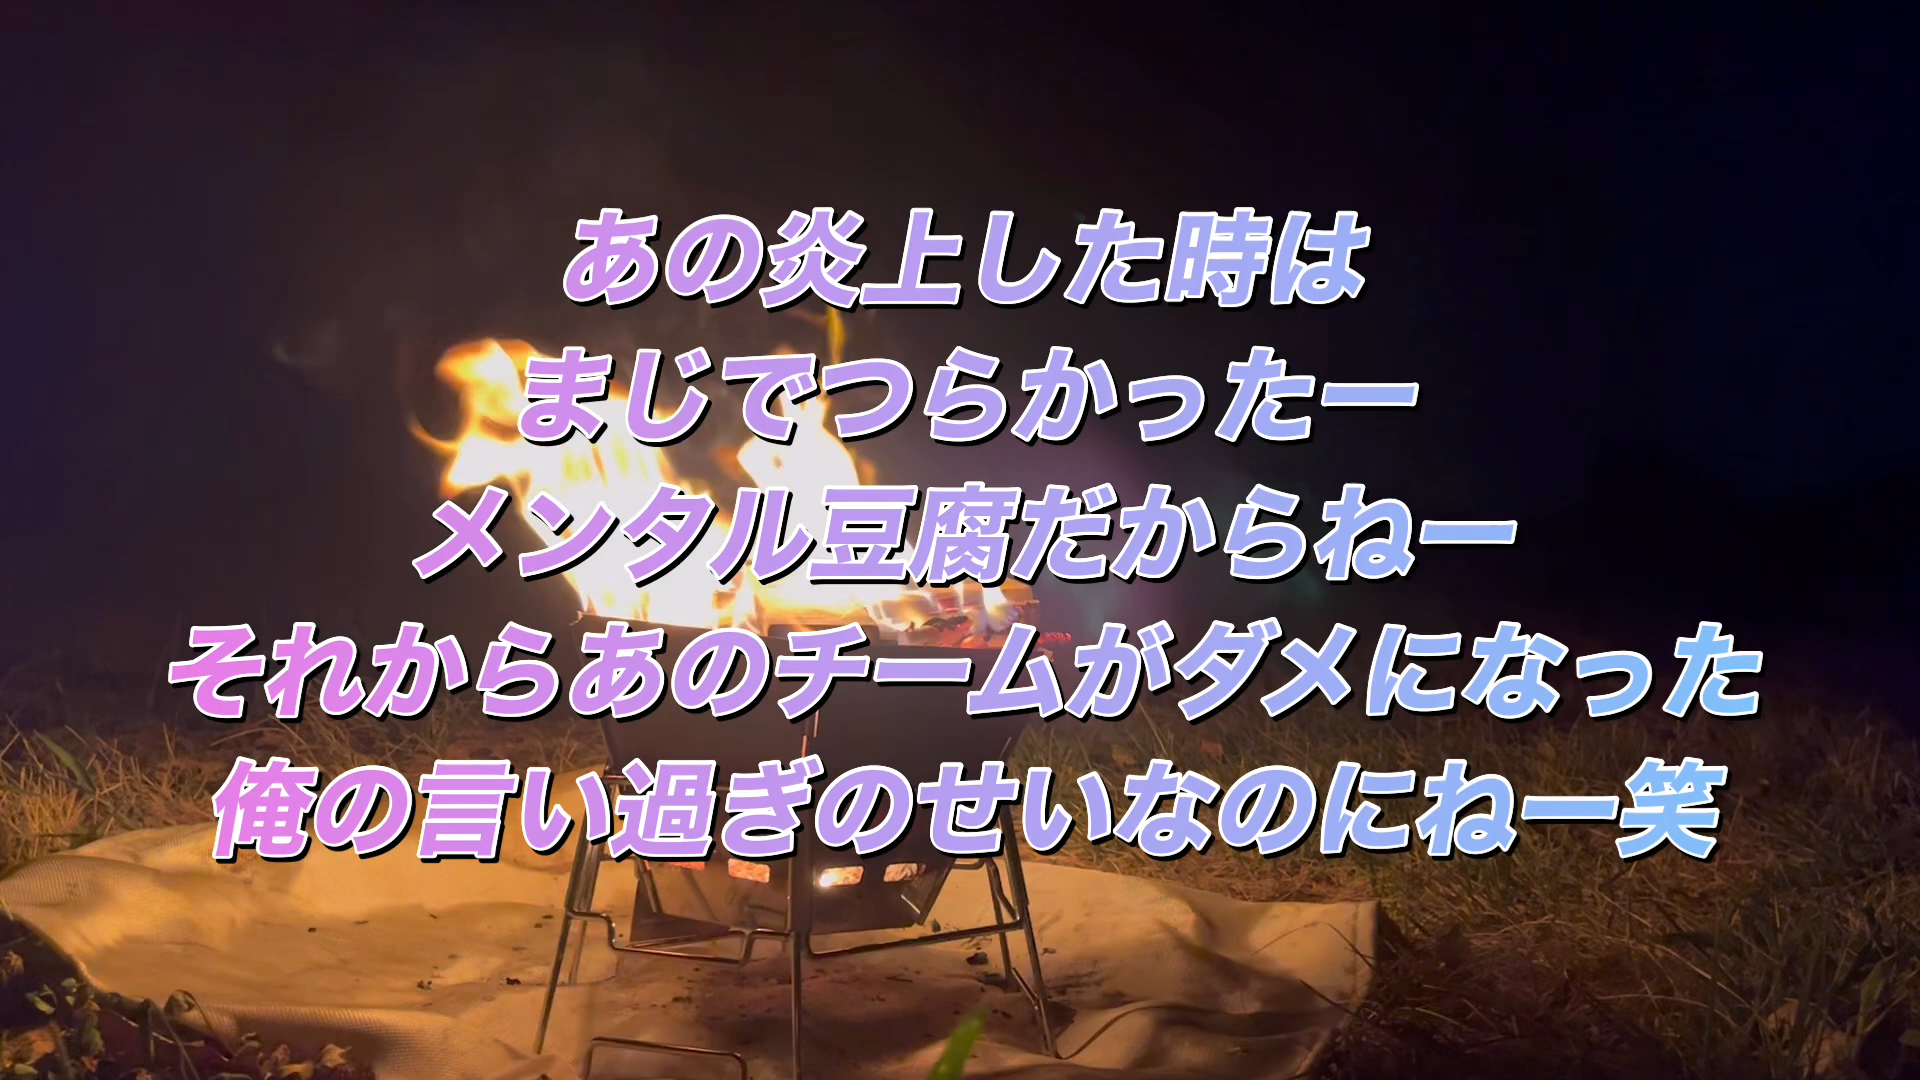 あの炎上した時は
まじでつらかったー
メンタル豆腐だからねー
それからあのチームがダメになった
俺の言い過ぎのせいなのにねー笑